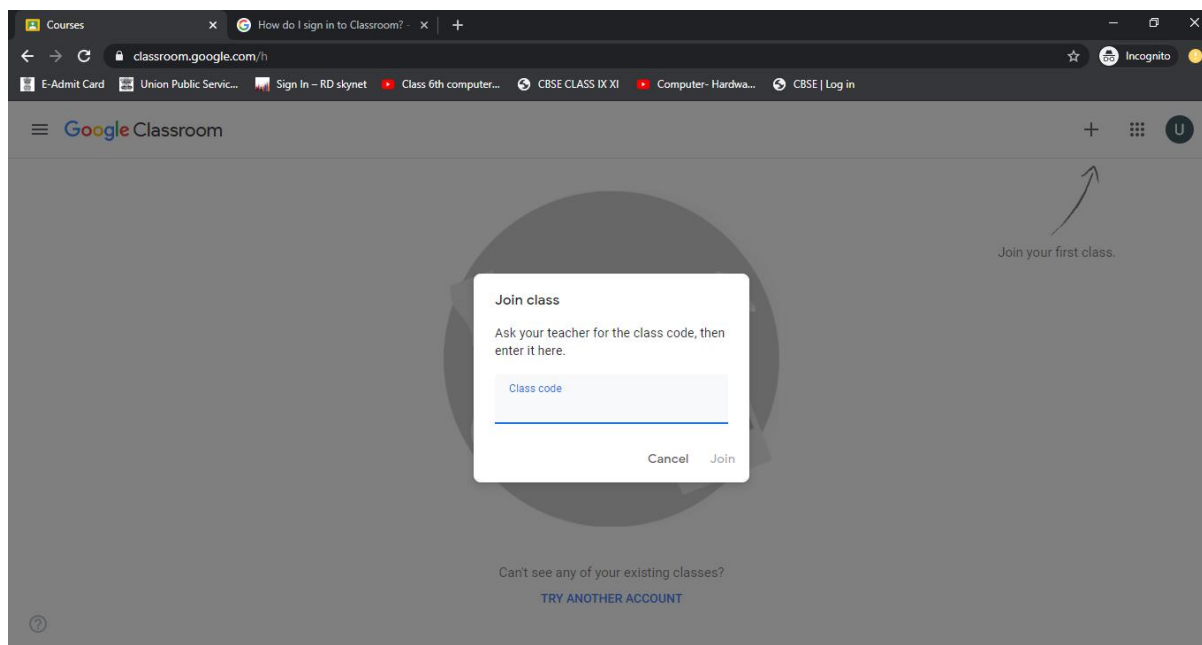 Courses
How do I sign in to Classroom? -
classroom.google.com/h
Incognito
E-Admit Card Union Public Servic... Sign In – RD skynet Class 6th computer... CBSE CLASS IX XI Computer- Hardwa... CBSE | Log in
Google Classroom
U
Join your first class.
Join class
Ask your teacher for the class code, then
enter it here.
Class code
Cancel Join
Can't see any of your existing classes?
TRY ANOTHER ACCOUNT